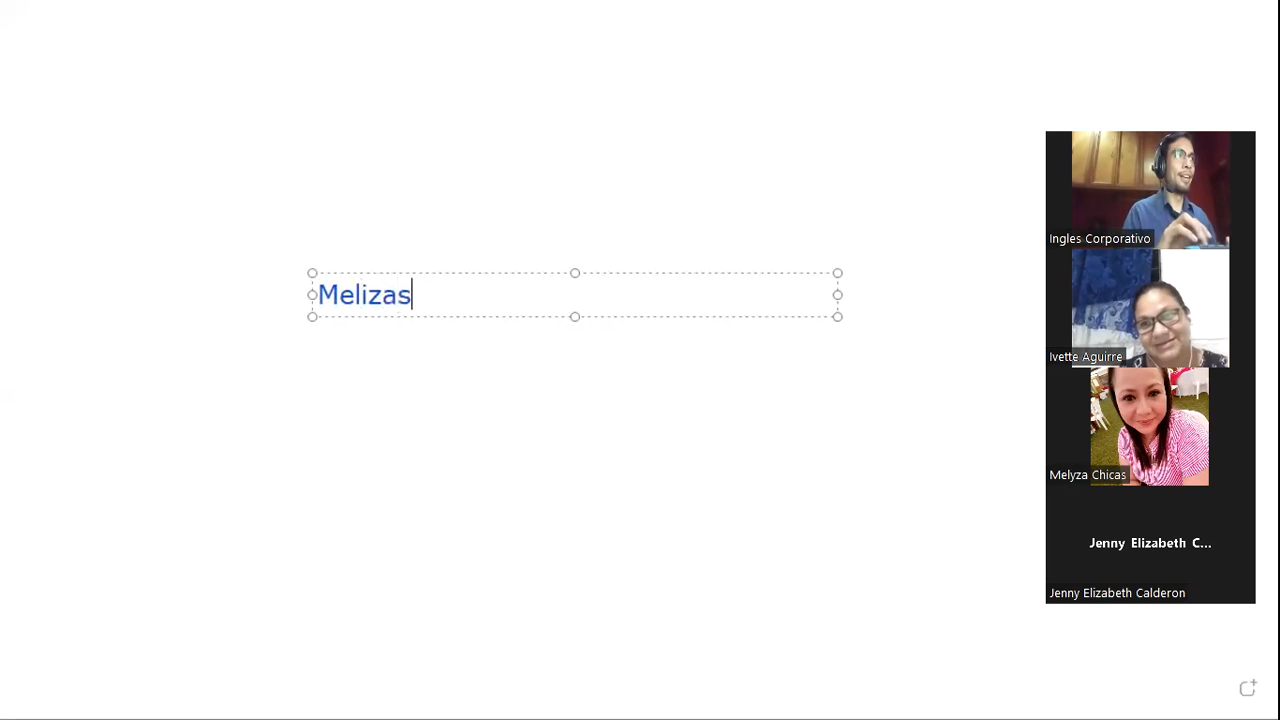 Melizas
Ingles Corporativo
Ivette Aguirre
Melyza Chicas
Jenny Elizabeth C...
Jenny Elizabeth Calderon